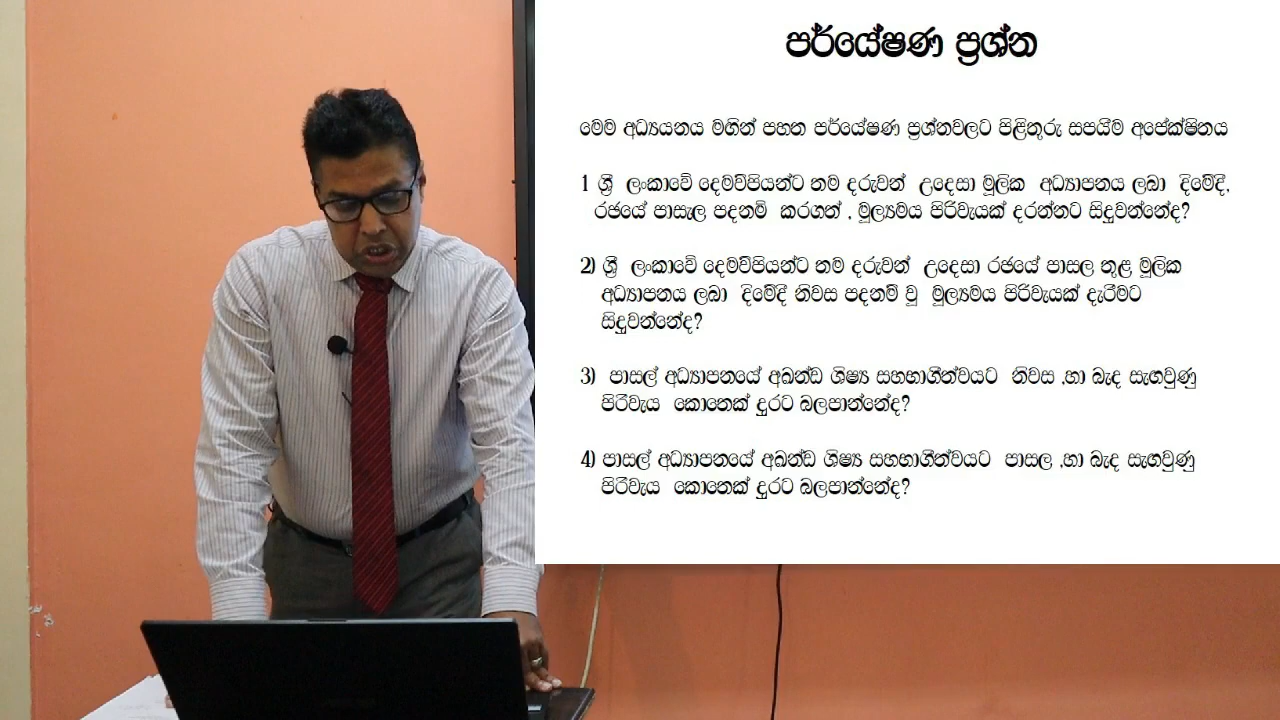 පර්යේෂණ ප්‍රශ්න
මෙම අධ්‍යයනය මඟින් පහත පර්යේෂණ ප්‍රශ්නවලට පිළිතුරු සපයීම අපේක්ෂිතය
1 ශ්‍රී ලංකාවේ දෙමව්පියන්ට තම දරුවන් උදෙසා මූලික අධ්‍යාපනය ලබා දිමේදී,
රජයේ පාසැල පදනම් කරගත් , මූල්‍යමය පිරිවැයක් දරන්නට සිදුවන්නේද?
2) ශ්‍රී ලංකාවේ දෙමව්පියන්ට තම දරුවන් උදෙසා රජයේ පාසල තුළ මූලික
අධ්‍යාපනය ලබා දිමේදී නිවස පදනම් වූ මූල්‍යමය පිරිවැයක් දැරීමට
සිදුවන්නේද?
3) පාසල් අධ්‍යාපනයේ අඛන්ඩ ශිෂ්‍ය සහභාගීත්වයට නිවස ,හා බැඳ සැඟවුණු
පිරිවැය කොතෙක් දුරට බලපාන්නේද?
4) පාසල් අධ්‍යාපනයේ අඛන්ඩ ශිෂ්‍ය සහභාගීත්වයට පාසල ,හා බැද සැඟවුණු
පිරිවැය කොතෙක් දුරට බලපාන්නේද?